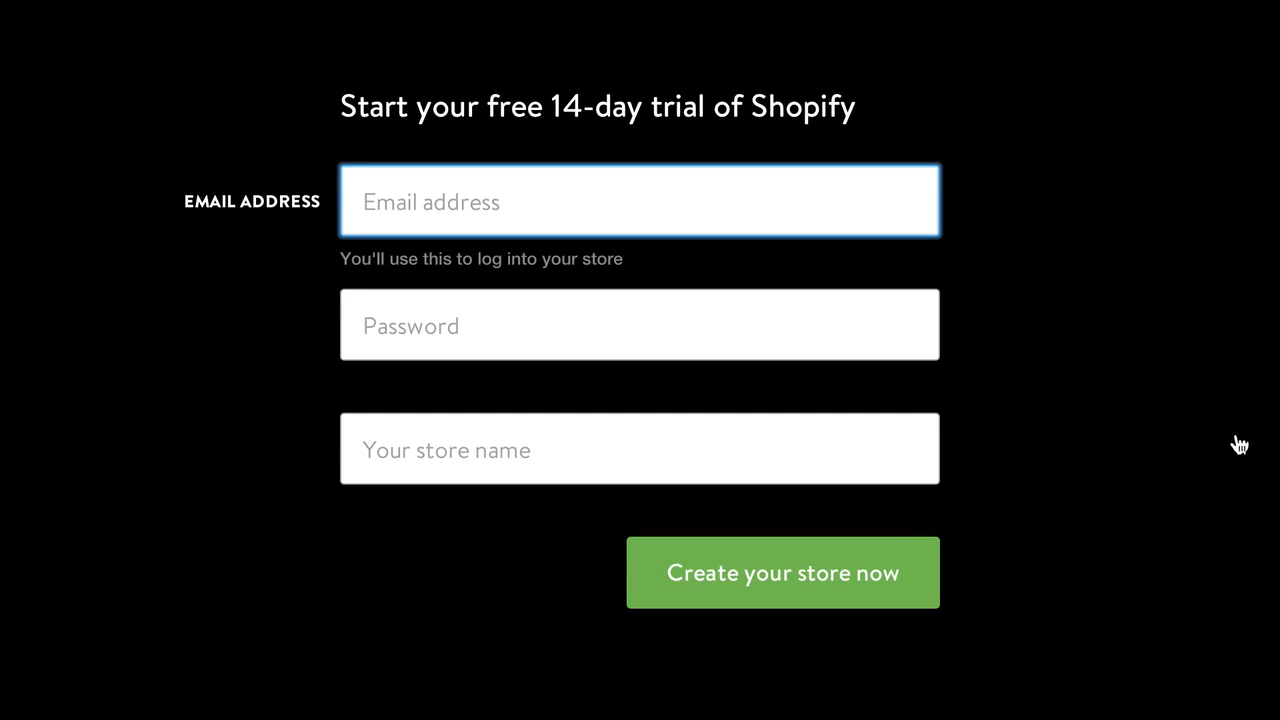 Start your free 14-day trial of Shopify
EMAIL ADDRESS
Email address
You'll use this to log into your store
Password
Your store name
Create your store now